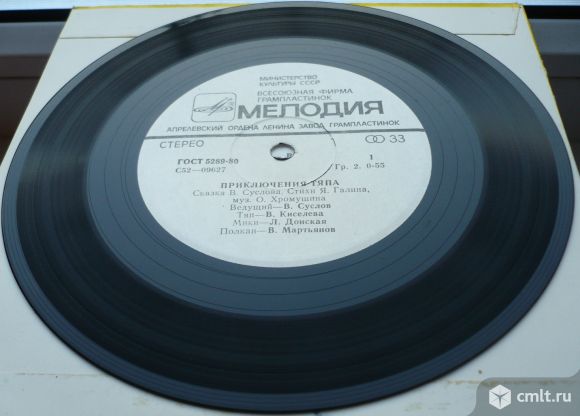 МИНИСТЕРСТВО
КУЛЬТУРЫ СССР
ВСЕСОЮЗНАЯ ФИРМА
ГРАМПЛАСТИНОК
МЕЛОДИЯ
АПРЕЛЕВСКИЙ ОРДЕНА ЛЕНИНА ЗАВОД ГРАМПЛАСТИНОК
СТЕРЕО 33
ГОСТ 5289-80 1
С52—09627 Гр. 2. 0-55
ПРИКЛЮЧЕНИЯ ТЯПА
Сказка В. Суслова. Стихи Я. Галина,
муз. О. Хромушина
Ведущий—В. Суслов
Тяп—В. Киселева
Мики—Л. Донская
Полкан—В. Мартьянов
cmlt.ru